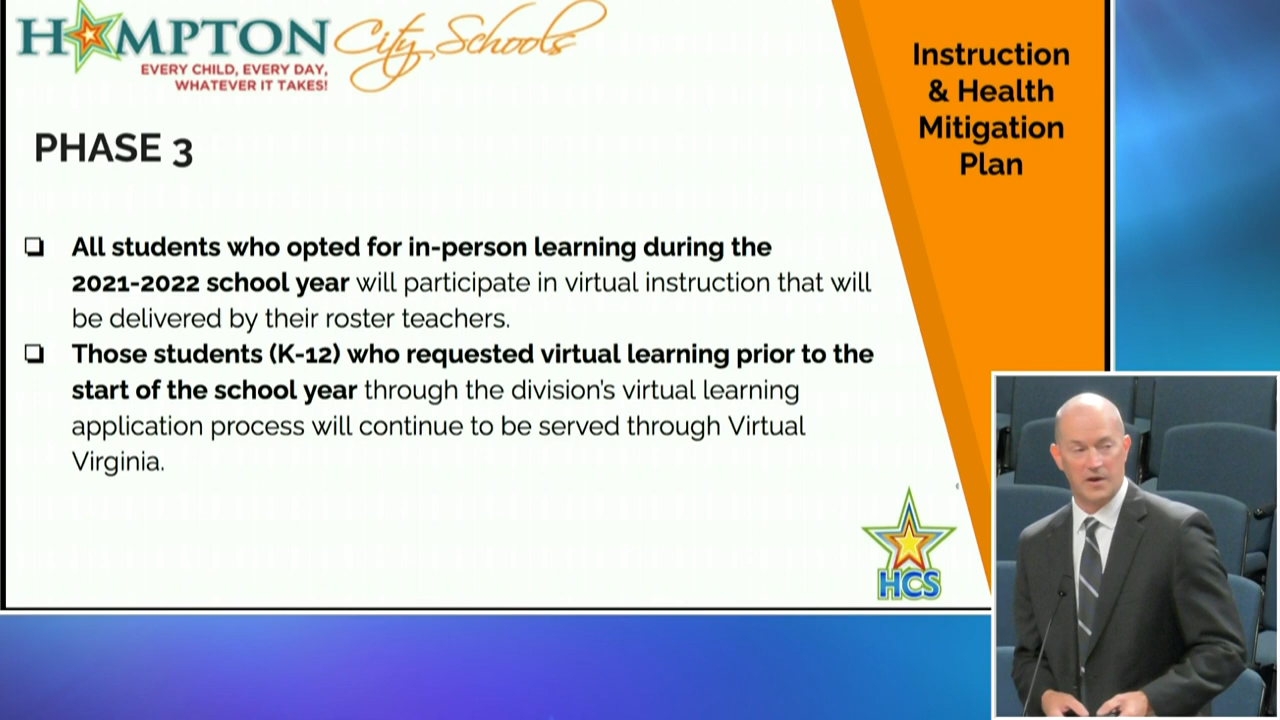 HAMPTON City Schools
EVERY CHILD, EVERY DAY,
WHATEVER IT TAKES!
Instruction
& Health
Mitigation
Plan
PHASE 3
All students who opted for in-person learning during the
2021-2022 school year will participate in virtual instruction that will
be delivered by their roster teachers.
Those students (K-12) who requested virtual learning prior to the
start of the school year through the division's virtual learning
application process will continue to be served through Virtual
Virginia.
HCS